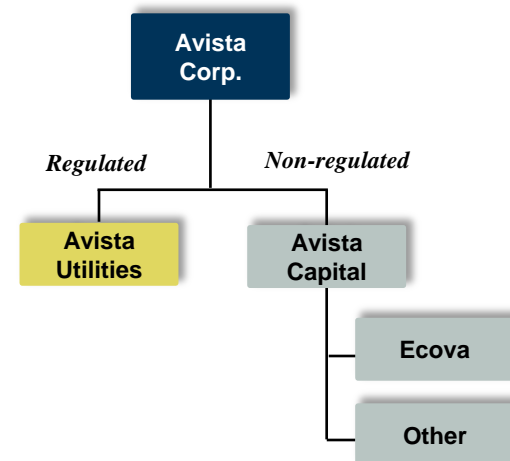 Avista
Corp.
Regulated
Non-regulated
Avista
Utilities
Avista
Capital
Ecova
Other